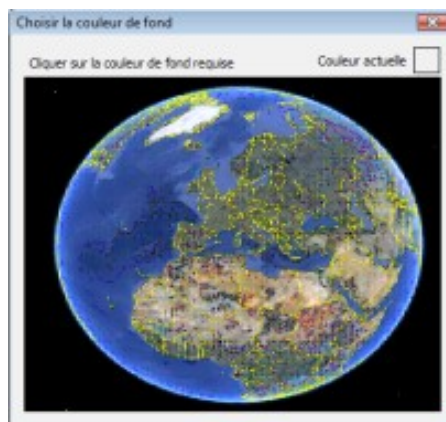 Choisir la couleur de fond
Cliquer sur la couleur de fond requise
Couleur actuelle